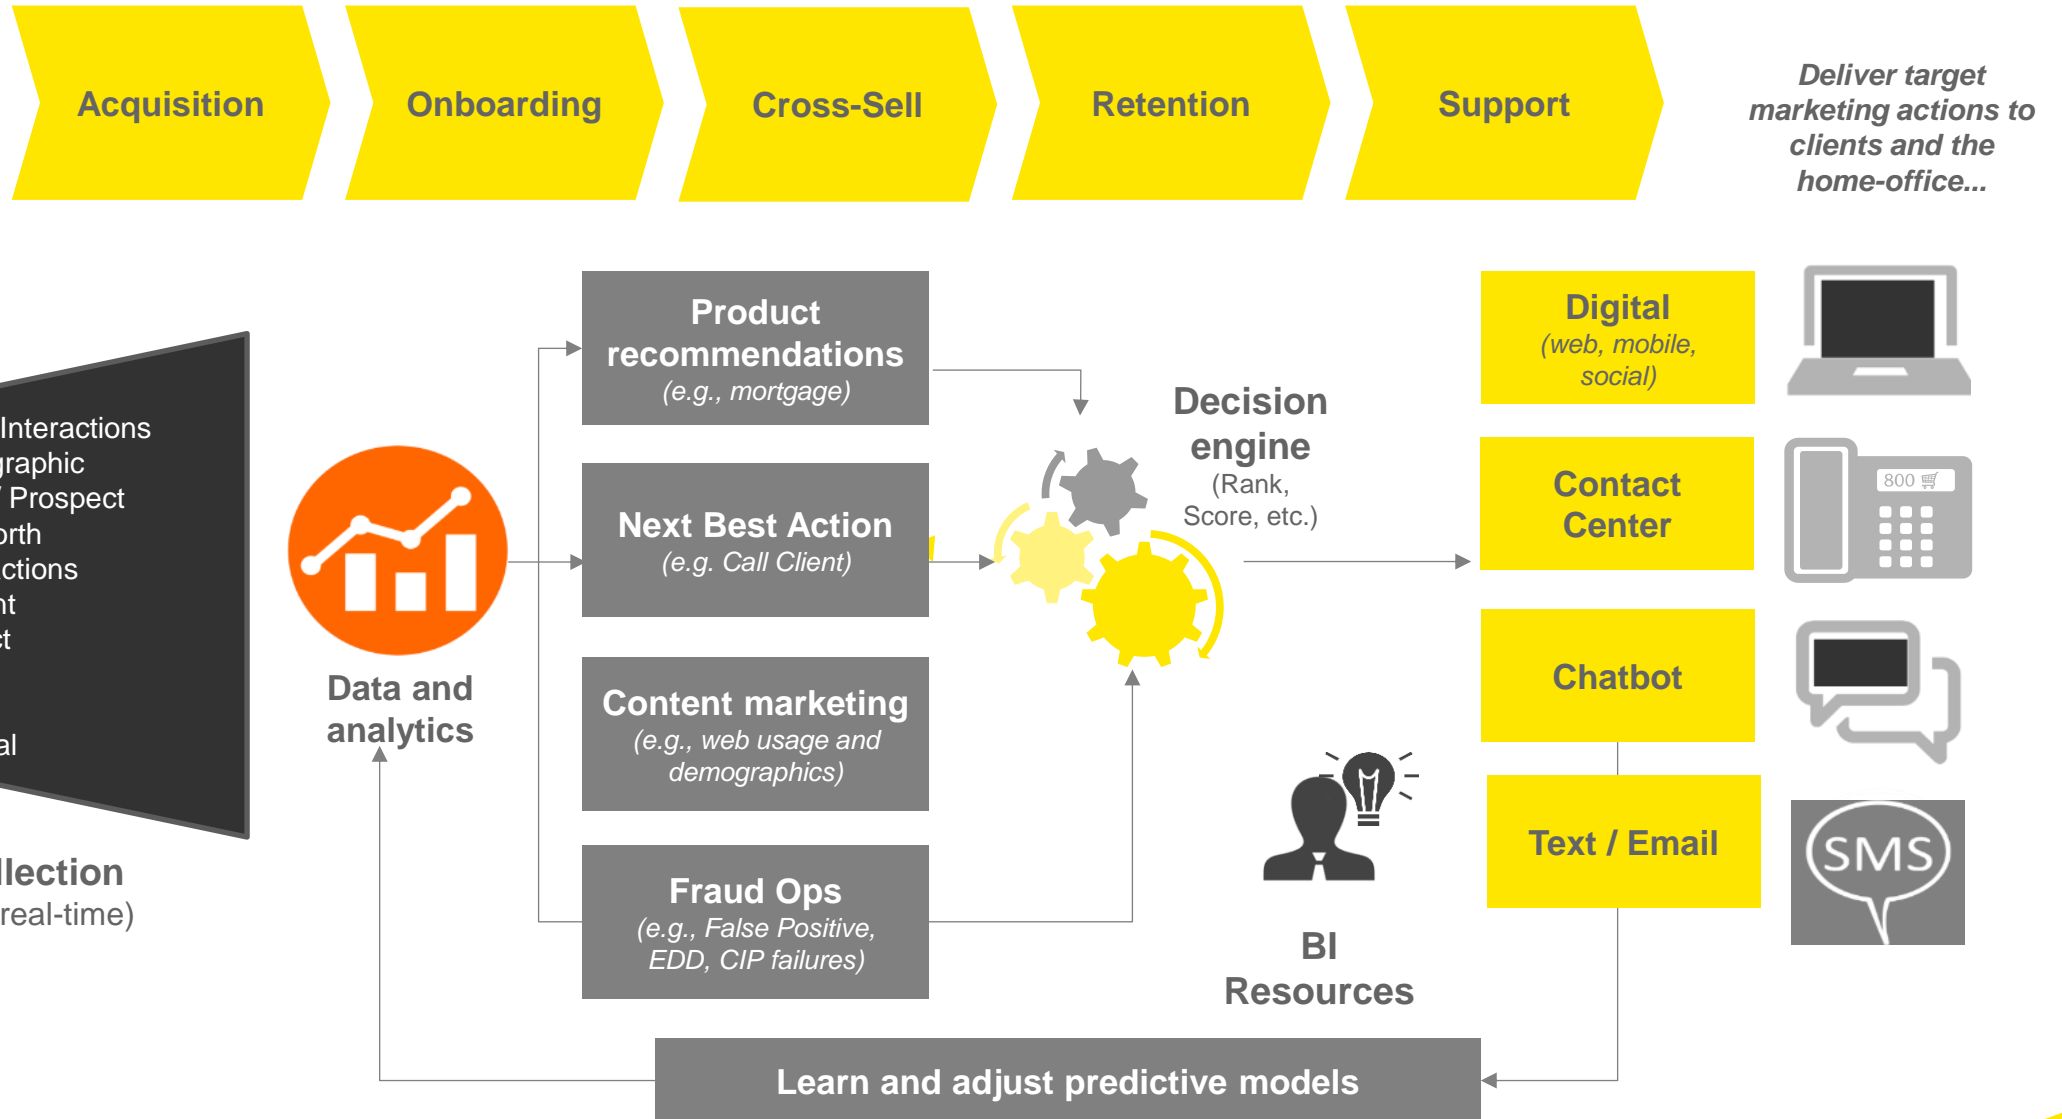 Acquisition
Onboarding
Cross-Sell
Retention
Support
Deliver target
marketing actions to
clients and the
home-office...
Interactions
graphic
/ Prospect
orth
actions
nt
ct
al
llection
real-time)
Data and
analytics
Product
recommendations
(e.g., mortgage)
Next Best Action
(e.g. Call Client)
Content marketing
(e.g., web usage and
demographics)
Fraud Ops
(e.g., False Positive,
EDD, CIP failures)
Decision
engine
(Rank,
Score, etc.)
BI
Resources
Digital
(web, mobile,
social)
Contact
Center
800
Chatbot
Text / Email
SMS
Learn and adjust predictive models